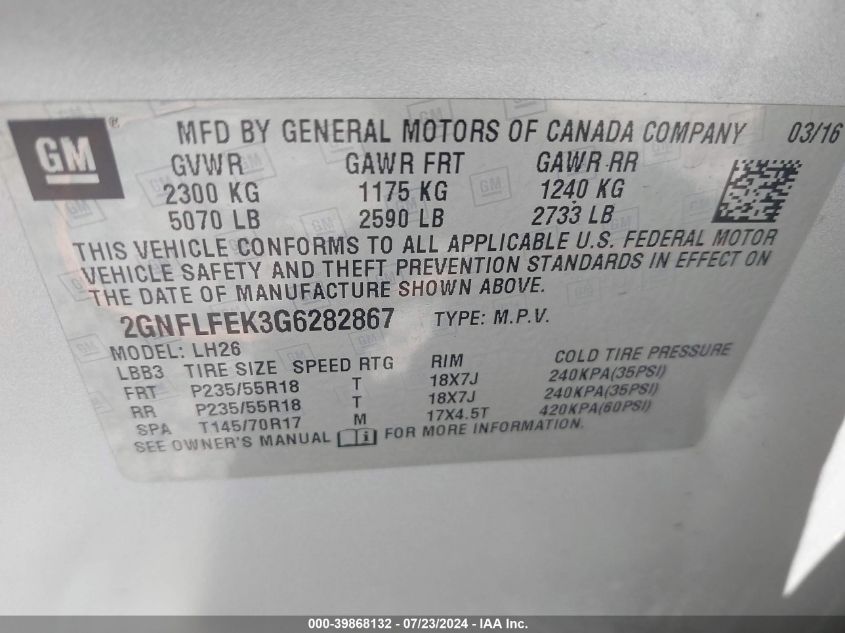 GM®
MFD BY GENERAL MOTORS OF CANADA COMPANY 03/16
GVWR GAWR FRT GAWR RR
2300 KG 1175 KG 1240 KG
5070 LB 2590 LB 2733 LB
THIS VEHICLE CONFORMS TO ALL APPLICABLE U.S. FEDERAL MOTOR
VEHICLE SAFETY AND THEFT PREVENTION STANDARDS IN EFFECT ON
THE DATE OF MANUFACTURE SHOWN ABOVE.
2GNFLFEK3G6282867 TYPE: M.P.V.
MODEL: LH26
LBB3 TIRE SIZE SPEED RTG RIM COLD TIRE PRESSURE
FRT P235/55R18 T 18X7J 240KPA(35PSI)
RR P235/55R18 T 18X7J 240KPA(35PSI)
SPA T145/70R17 M 17X4.5T 420KPA(60PSI)
SEE OWNER'S MANUAL FOR MORE INFORMATION.
000-39868132 - 07/23/2024 - IAA Inc.